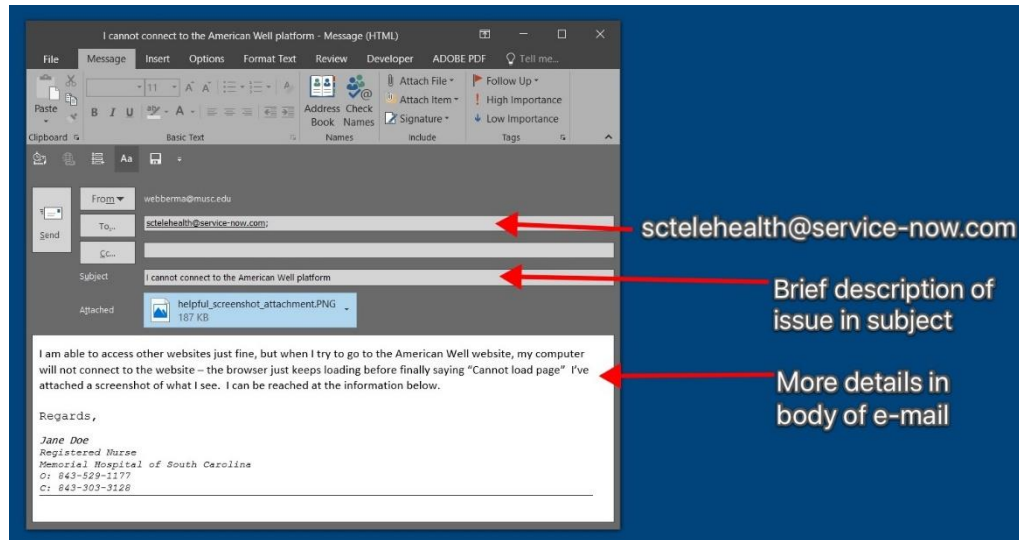 I cannot connect to the American Well platform - Message (HTML)
File Message Insert Options Format Text Review Developer ADOBE PDF Tell me...
Paste
11
B I U
Address Book
Check Names
Attach File
Attach Item
Signature
Follow Up
High Importance
Low Importance
Clipboard Basic Text Names Include Tags
Aa
From webberma@musc.edu
To... sctelehealth@service-now.com;
Send
Cc...
Subject I cannot connect to the American Well platform
Attached helpful_screenshot_attachment.PNG
187 KB
I am able to access other websites just fine, but when I try to go to the American Well website, my computer
will not connect to the website – the browser just keeps loading before finally saying “Cannot load page” I’ve
attached a screenshot of what I see. I can be reached at the information below.
Regards,
Jane Doe
Registered Nurse
Memorial Hospital of South Carolina
O: 843-529-1177
C: 843-303-3128
sctelehealth@service-now.com
Brief description of
issue in subject
More details in
body of e-mail